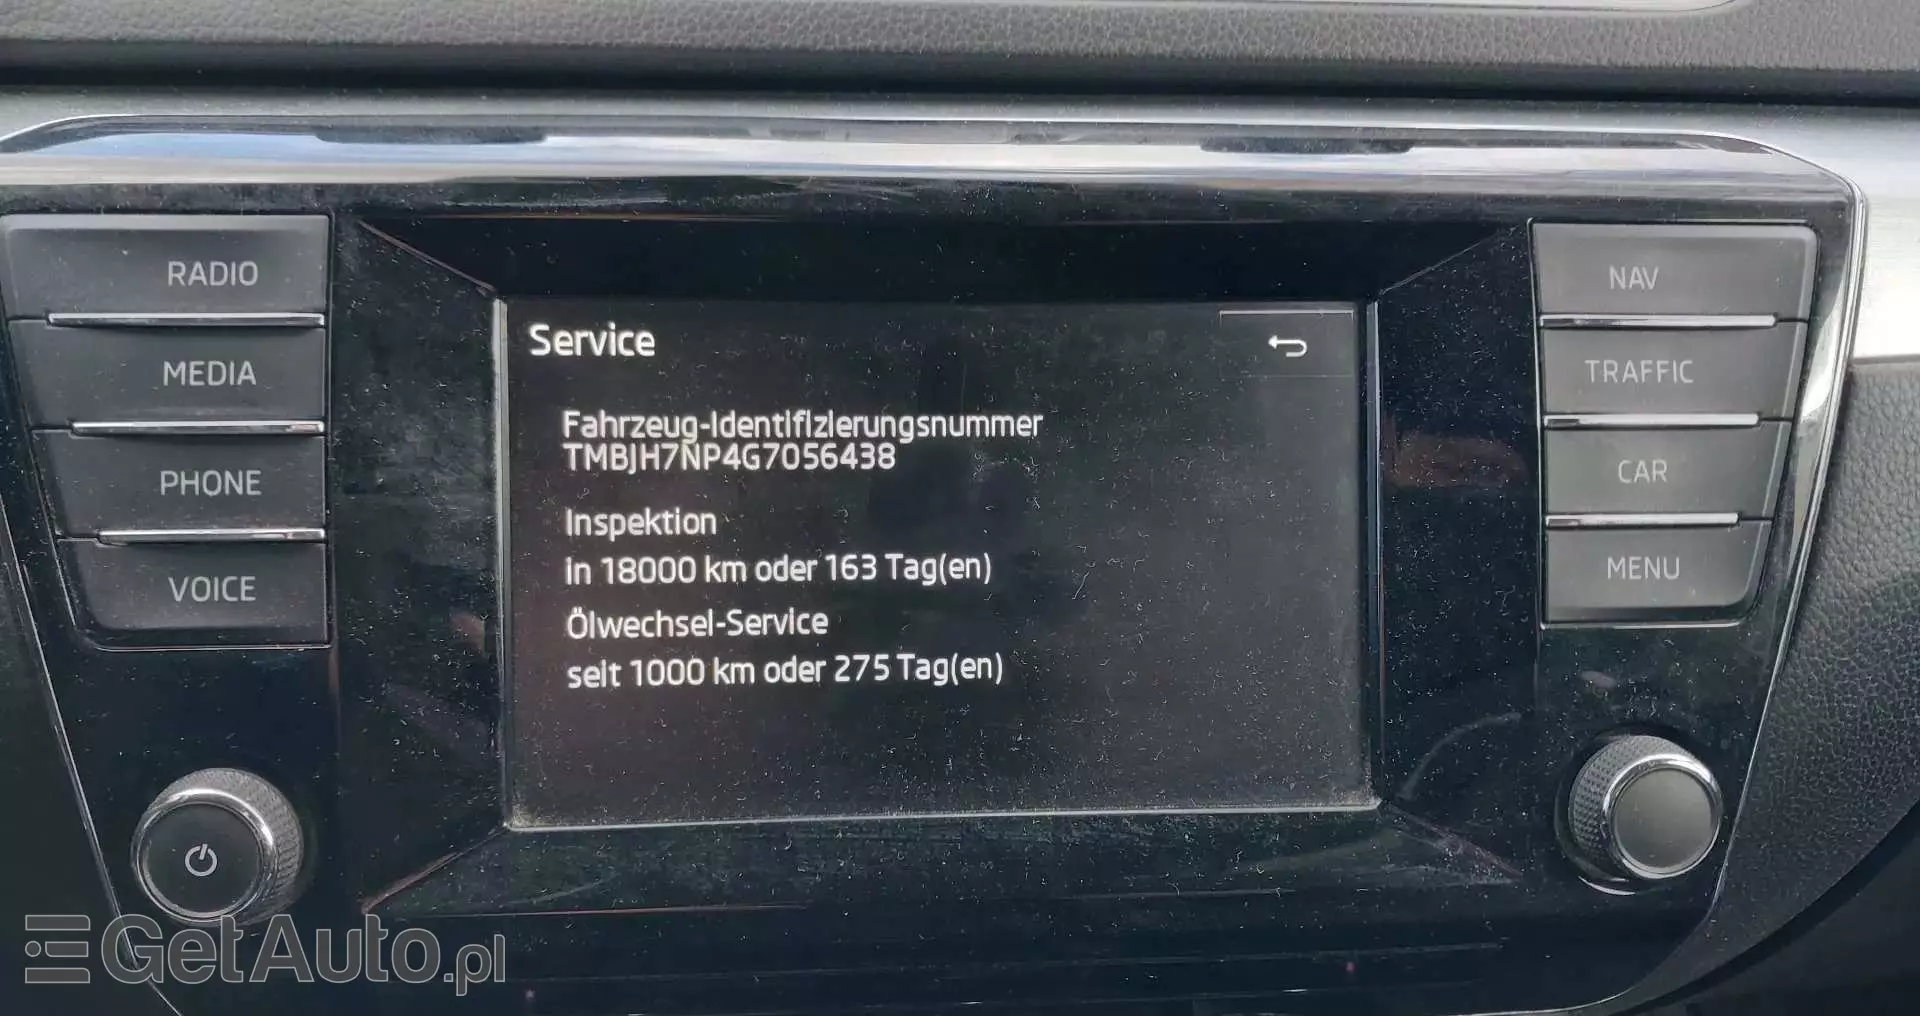 RADIO
MEDIA
PHONE
VOICE
Service
Fahrzeug-Identifizierungsnummer
TMBJH7NP4G7056438
Inspektion
in 18000 km oder 163 Tag(en)
Ölwechsel-Service
seit 1000 km oder 275 Tag(en)
NAV
TRAFFIC
CAR
MENU
GetAuto.pl